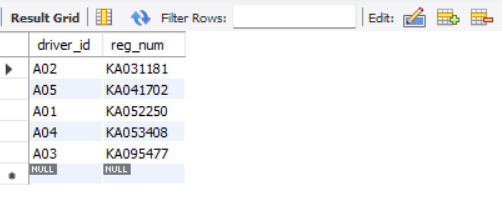 Result Grid Filter Rows: Edit:
driver_id reg_num
A02 KA031181
A05 KA041702
A01 KA052250
A04 KA053408
A03 KA095477
NULL NULL